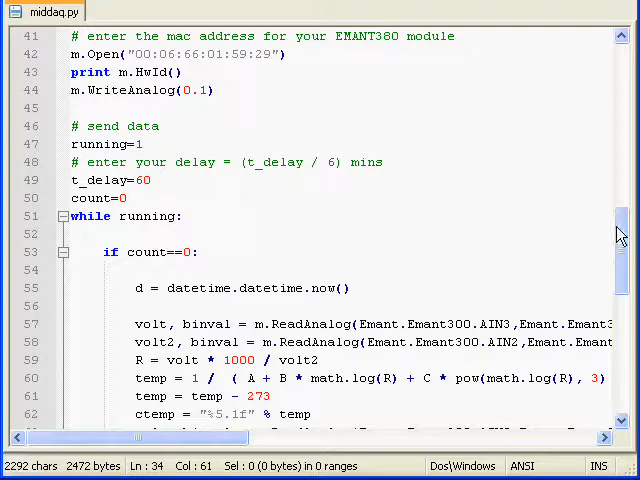 middaq.py
41 # enter the mac address for your EMANT380 module
42 m.Open("00:06:66:01:59:29")
43 print m.HwId()
44 m.WriteAnalog(0.1)
45
46 # send data
47 running=1
48 # enter your delay = (t_delay / 6) mins
49 t_delay=60
50 count=0
51 while running:
52
53 if count==0:
54
55 d = datetime.datetime.now()
56
57 volt, binval = m.ReadAnalog(Emant.Emant300.AIN3,Emant.Emant3
58 volt2, binval = m.ReadAnalog(Emant.Emant300.AIN2,Emant.Emant
59 R = volt * 1000 / volt2
60 temp = 1 / ( A + B * math.log(R) + C * pow(math.log(R), 3)
61 temp = temp - 273
62 ctemp = "%5.1f" % temp
2292 chars 2472 bytes Ln : 34 Col : 61 Sel : 0 (0 bytes) in 0 ranges Dos\Windows ANSI INS